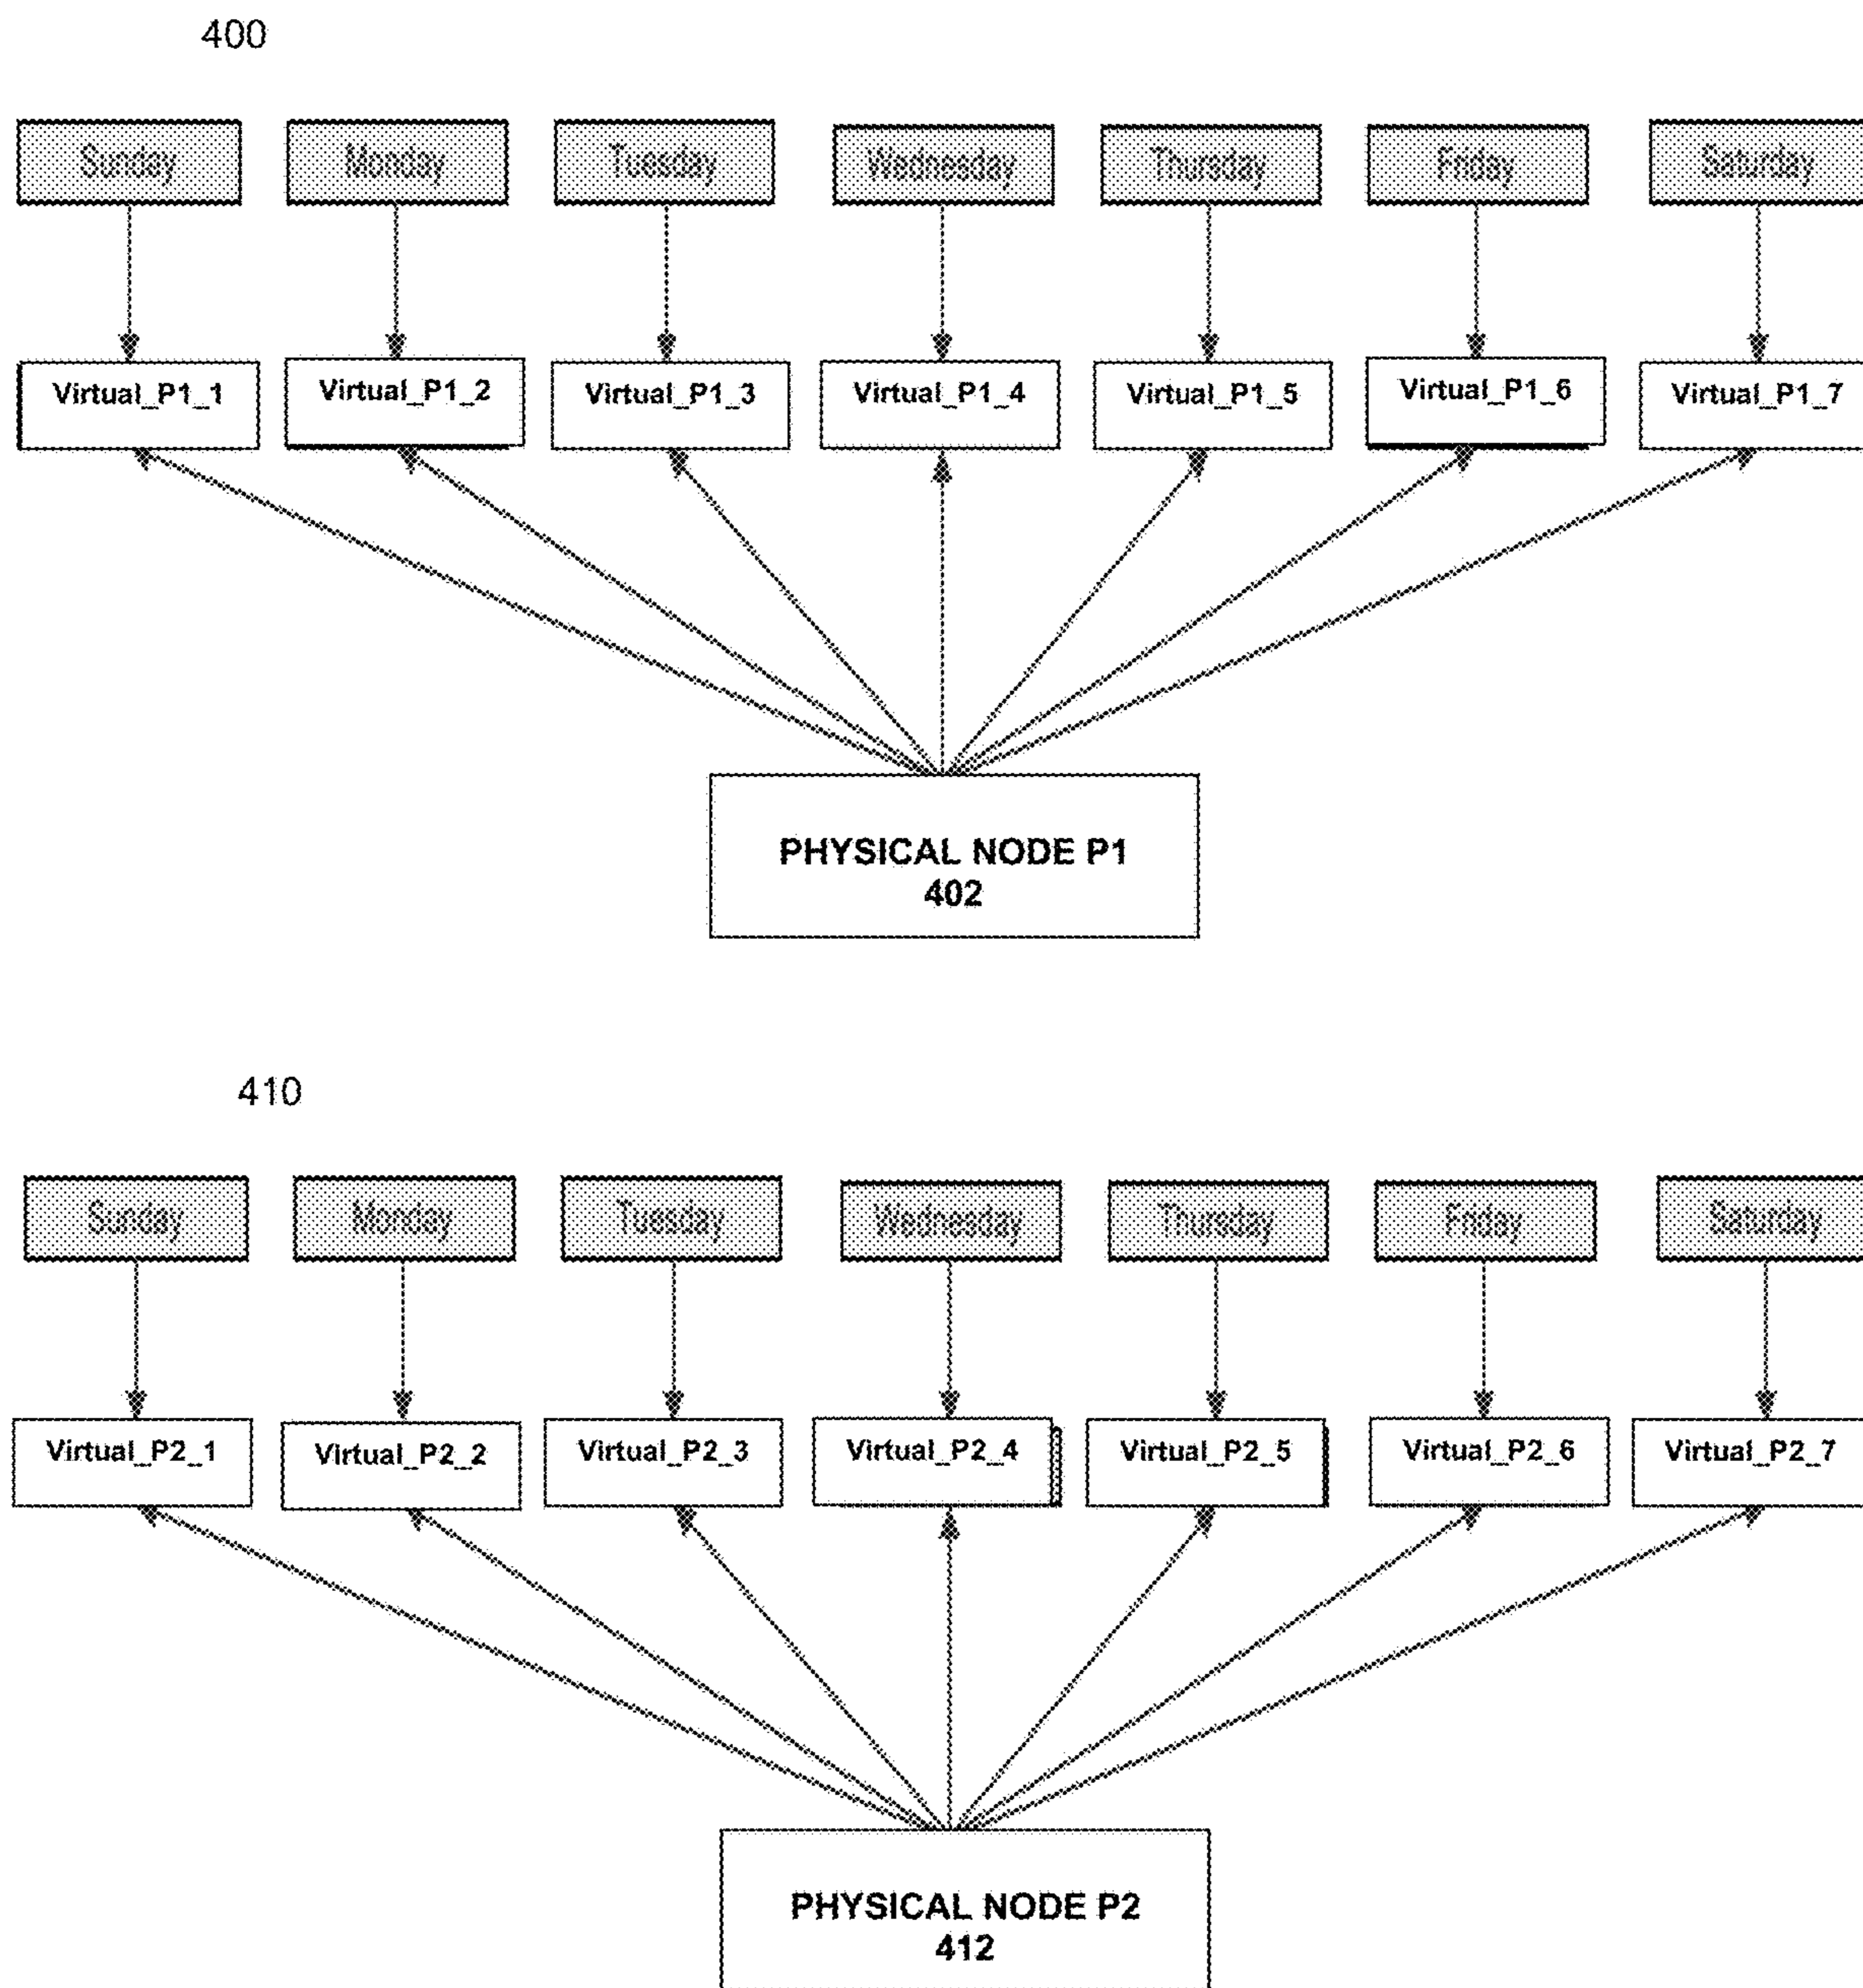 400
Sunday Monday Tuesday Wednesday Thursday Friday Saturday
Virtual_P1_1 Virtual_P1_2 Virtual_P1_3 Virtual_P1_4 Virtual_P1_5 Virtual_P1_6 Virtual_P1_7
PHYSICAL NODE P1
402
410
Sunday Monday Tuesday Wednesday Thursday Friday Saturday
Virtual_P2_1 Virtual_P2_2 Virtual_P2_3 Virtual_P2_4 Virtual_P2_5 Virtual_P2_6 Virtual_P2_7
PHYSICAL NODE P2
412